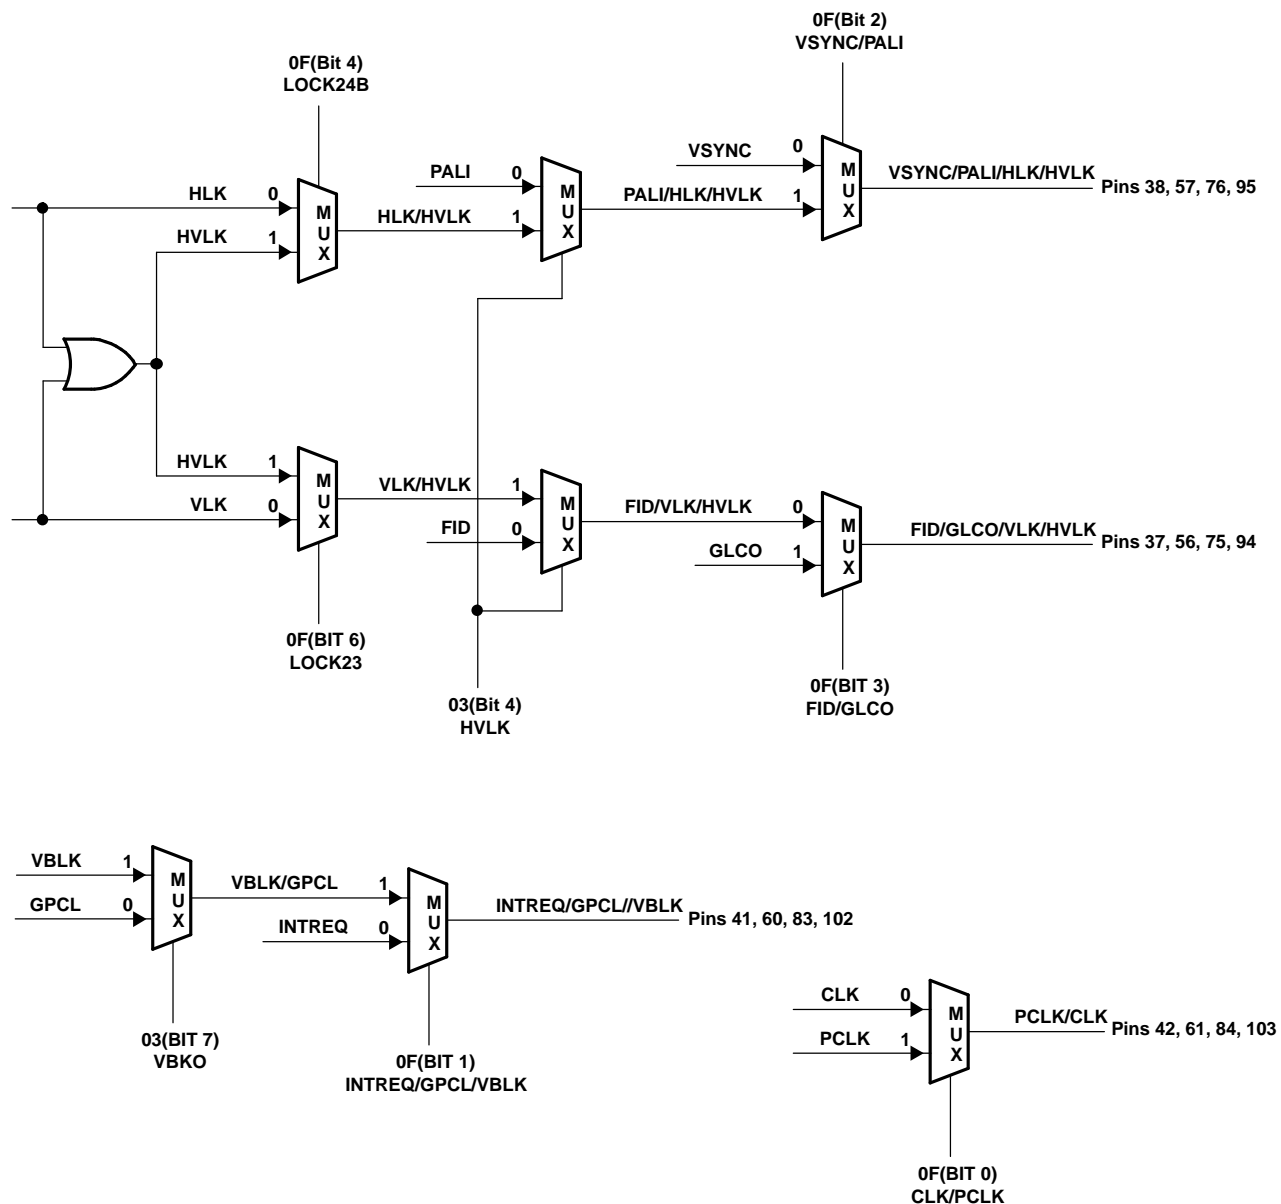 0F(Bit 2)
VSYNC/PALI
0F(Bit 4)
LOCK24B
VSYNC
0
PALI
0
M
U
X
VSYNC/PALI/HLK/HVLK
Pins 38, 57, 76, 95
HLK
0
M
U
X
HLK/HVLK
1
M
U
X
PALI/HLK/HVLK
1
HVLK
1
HVLK
1
M
U
X
VLK/HVLK
1
M
U
X
FID/VLK/HVLK
0
M
U
X
FID/GLCO/VLK/HVLK
Pins 37, 56, 75, 94
VLK
0
FID
0
GLCO
1
0F(BIT 6)
LOCK23
03(Bit 4)
HVLK
0F(BIT 3)
FID/GLCO
VBLK
1
M
U
X
VBLK/GPCL
1
M
U
X
INTREQ/GPCL//VBLK
Pins 41, 60, 83, 102
GPCL
0
INTREQ
0
03(BIT 7)
VBKO
0F(BIT 1)
INTREQ/GPCL/VBLK
CLK
0
M
U
X
PCLK/CLK
Pins 42, 61, 84, 103
PCLK
1
0F(BIT 0)
CLK/PCLK